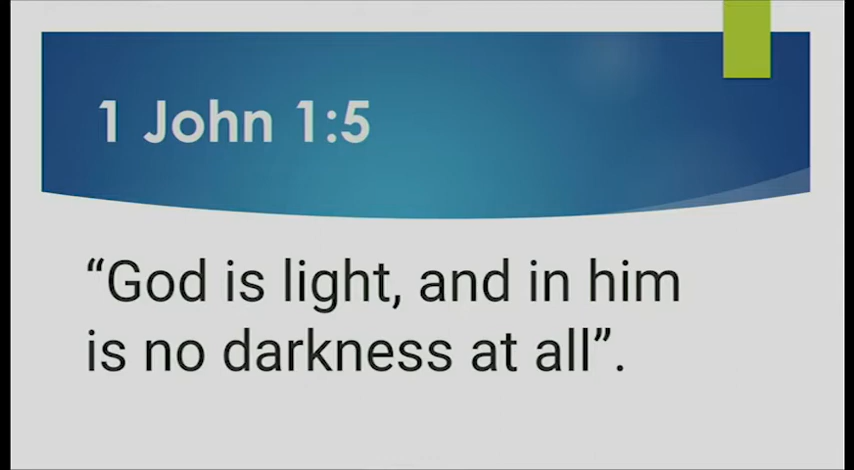 1 John 1:5
“God is light, and in him
is no darkness at all”.